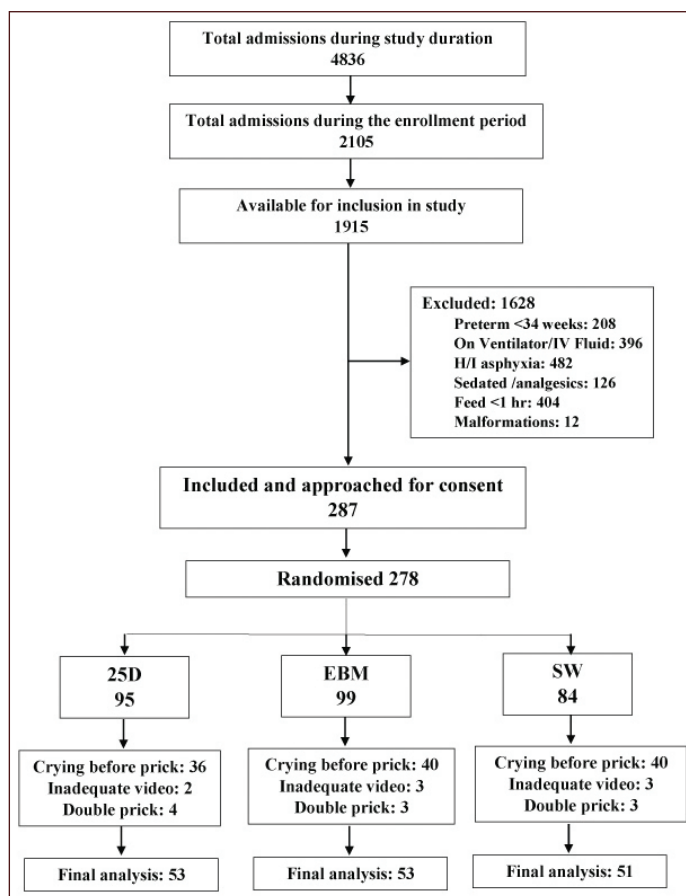 Total admissions during study duration
4836
Total admissions during the enrollment period
2105
Available for inclusion in study
1915
Excluded: 1628
Preterm <34 weeks: 208
On Ventilator/IV Fluid: 396
H/I asphyxia: 482
Sedated /analgesics: 126
Feed <1 hr: 404
Malformations: 12
Included and approached for consent
287
Randomised 278
25D
95
EBM
99
SW
84
Crying before prick: 36
Inadequate video: 2
Double prick: 4
Crying before prick: 40
Inadequate video: 3
Double prick: 3
Crying before prick: 40
Inadequate video: 3
Double prick: 3
Final analysis: 53
Final analysis: 53
Final analysis: 51